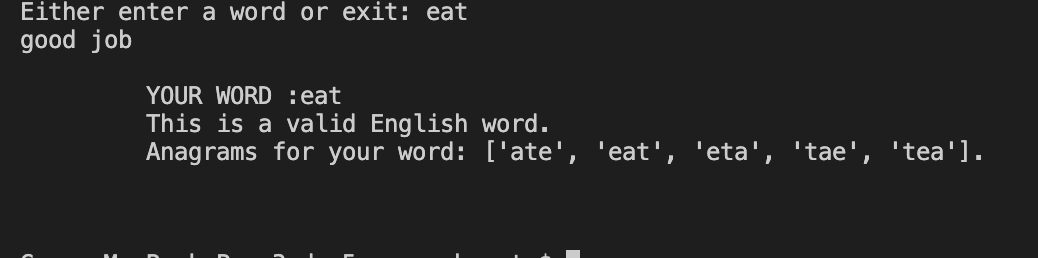 Either enter a word or exit: eat
good job
YOUR WORD :eat
This is a valid English word.
Anagrams for your word: ['ate', 'eat', 'eta', 'tae', 'tea'].